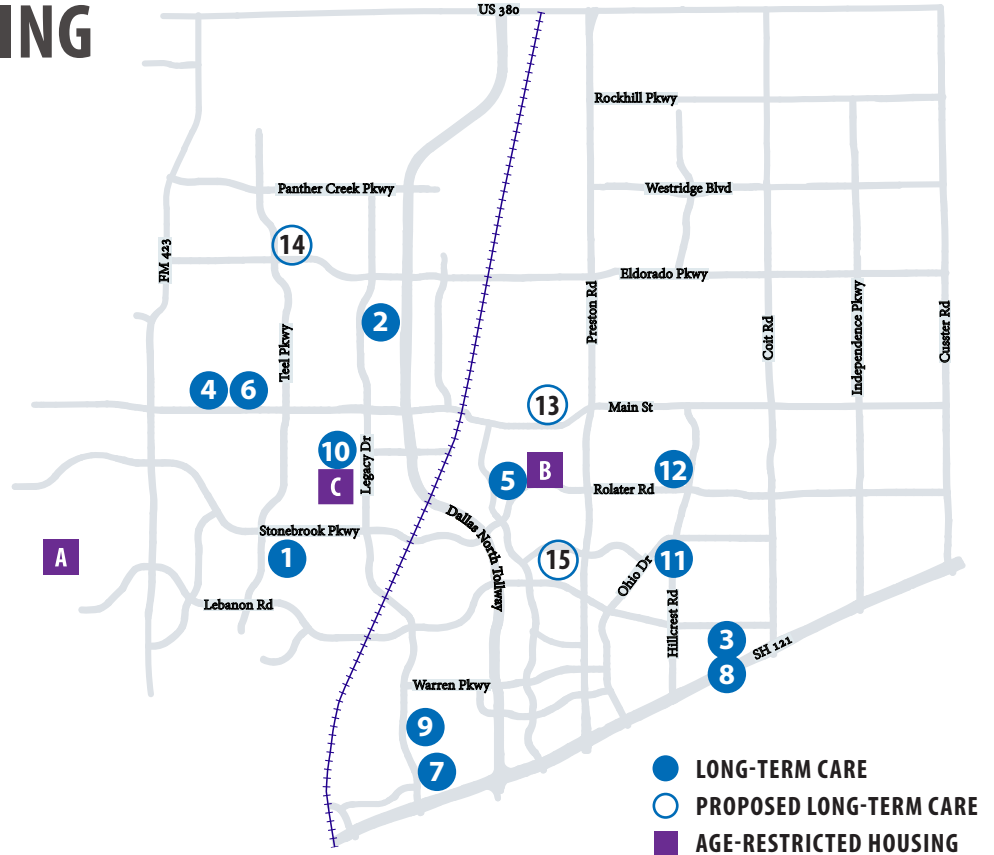 ING
US 380
Rockhill Pkwy
Panther Creek Pkwy
Westridge Blvd
14
FM 423
Eldorado Pkwy
2
Preston Rd
Coit Rd
Independence Pkwy
Cusster Rd
Teel Pkwy
4
6
13
Main St
10
Legacy Dr
C
5
B
12
Rolater Rd
Stonebrook Pkwy
Dallas North Tollway
A
1
15
Ohio Dr
11
Lebanon Rd
Hillcrest Rd
3
SH 121
8
Warren Pkwy
9
7
LONG-TERM CARE
PROPOSED LONG-TERM CARE
AGE-RESTRICTED HOUSING